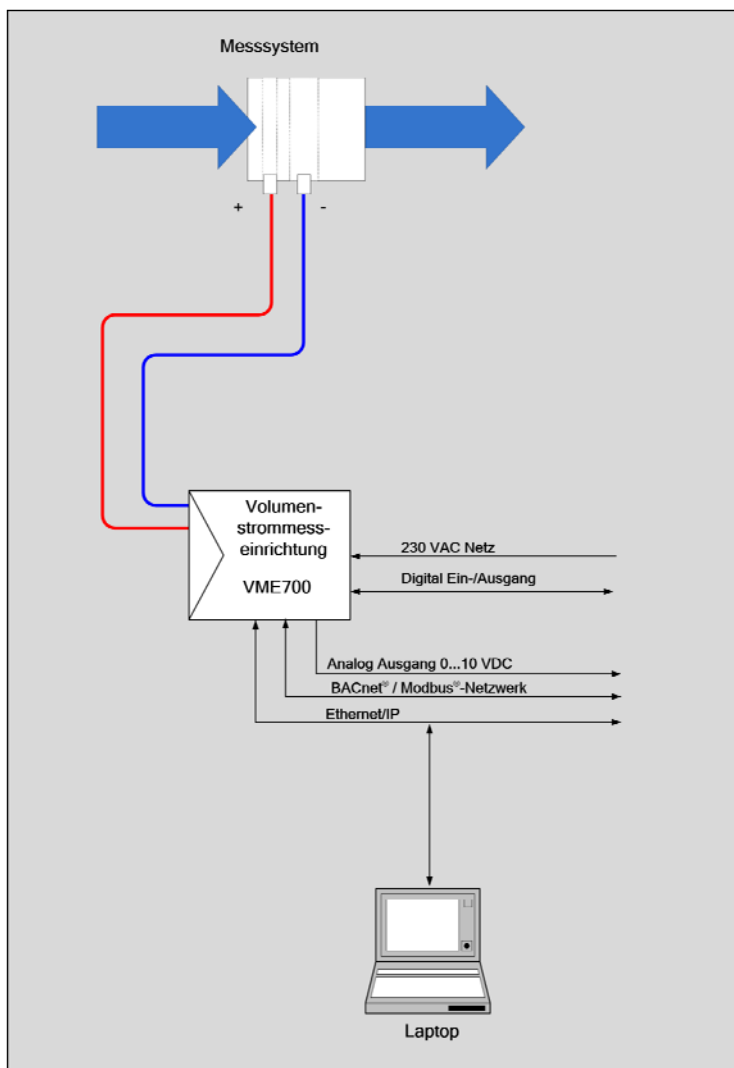 Messsystem
+ -
Volumen-
strommess-
einrichtung
VME700
230 VAC Netz
Digital Ein-/Ausgang
Analog Ausgang 0...10 VDC
BACnet® / Modbus®-Netzwerk
Ethernet/IP
Laptop